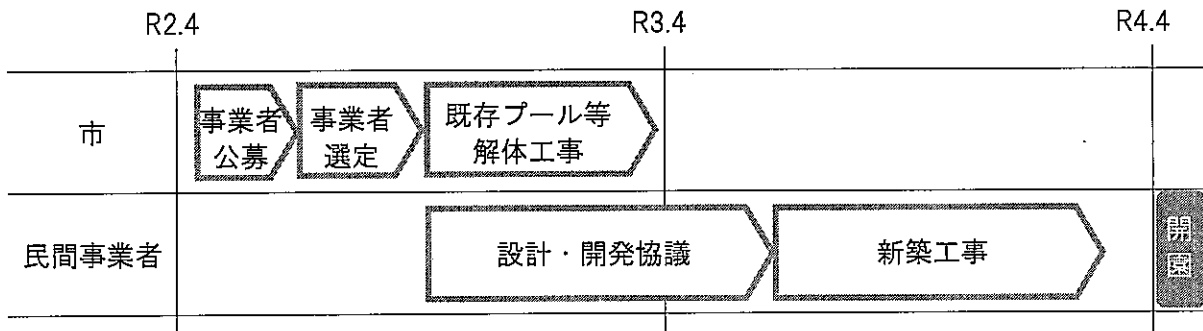 R2.4
R3.4
R4.4
市
事業者
公募
事業者
選定
既存プール等
解体工事
民間事業者
設計・開発協議
新築工事
開
園